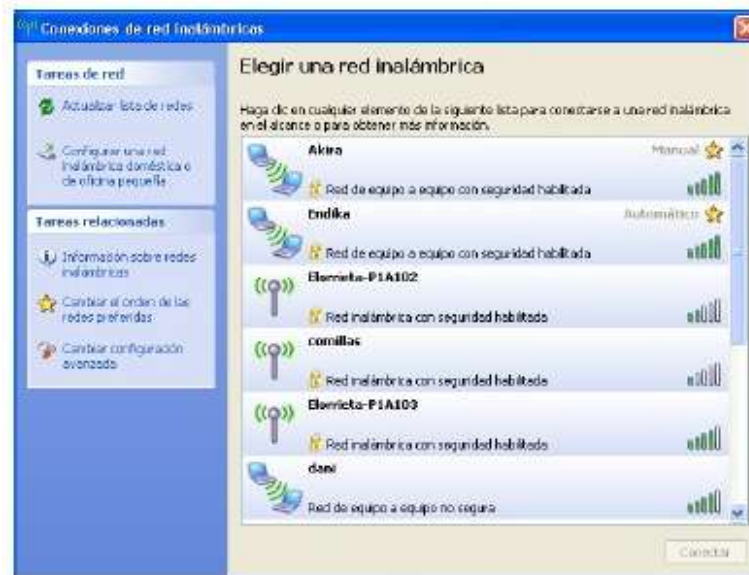 Conexiones de red inalámbricas
Tareas de red
Actualizar lista de redes
Configurar una red
inalámbrica doméstica o
de oficina pequeña
Tareas relacionadas
Información sobre redes
inalámbricas
Cambiar el orden de las
redes preferidas
Cambiar configuración
avanzada
Elegir una red inalámbrica
Haga clic en cualquier elemento de la siguiente lista para conectarse a una red inalámbrica
en el alcance o para obtener más información.
Akira
Manual
Red de equipo a equipo con seguridad habilitada
Endika
Automático
Red de equipo a equipo con seguridad habilitada
Elorrieta-P1A102
Red inalámbrica con seguridad habilitada
comillas
Red inalámbrica con seguridad habilitada
Elorrieta-P1A103
Red inalámbrica con seguridad habilitada
dani
Red de equipo a equipo no segura
Conectar